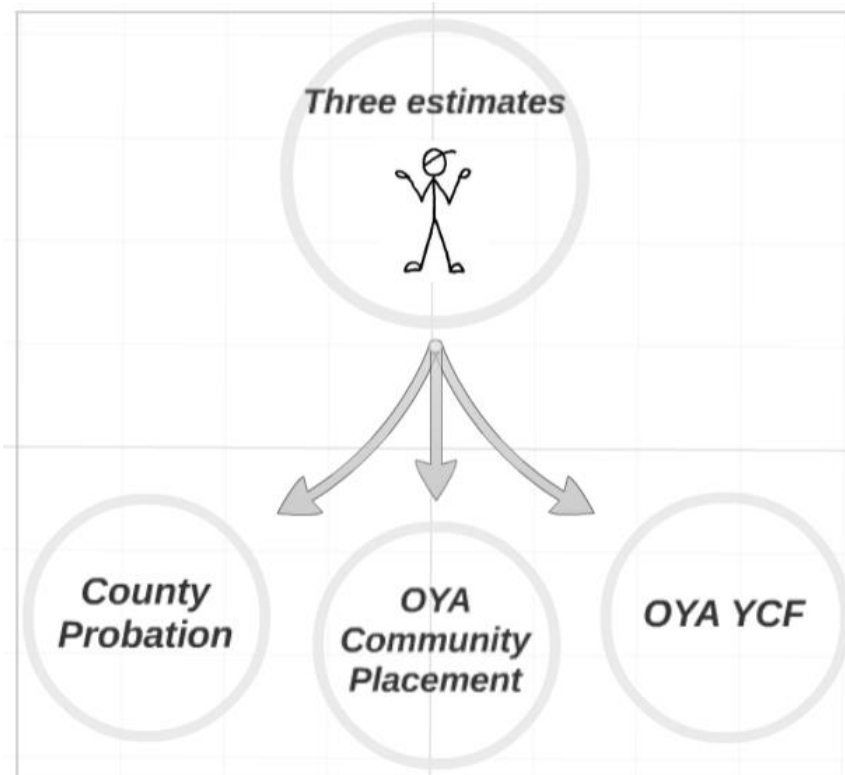 Three estimates
County
Probation
OYA
Community
Placement
OYA YCF